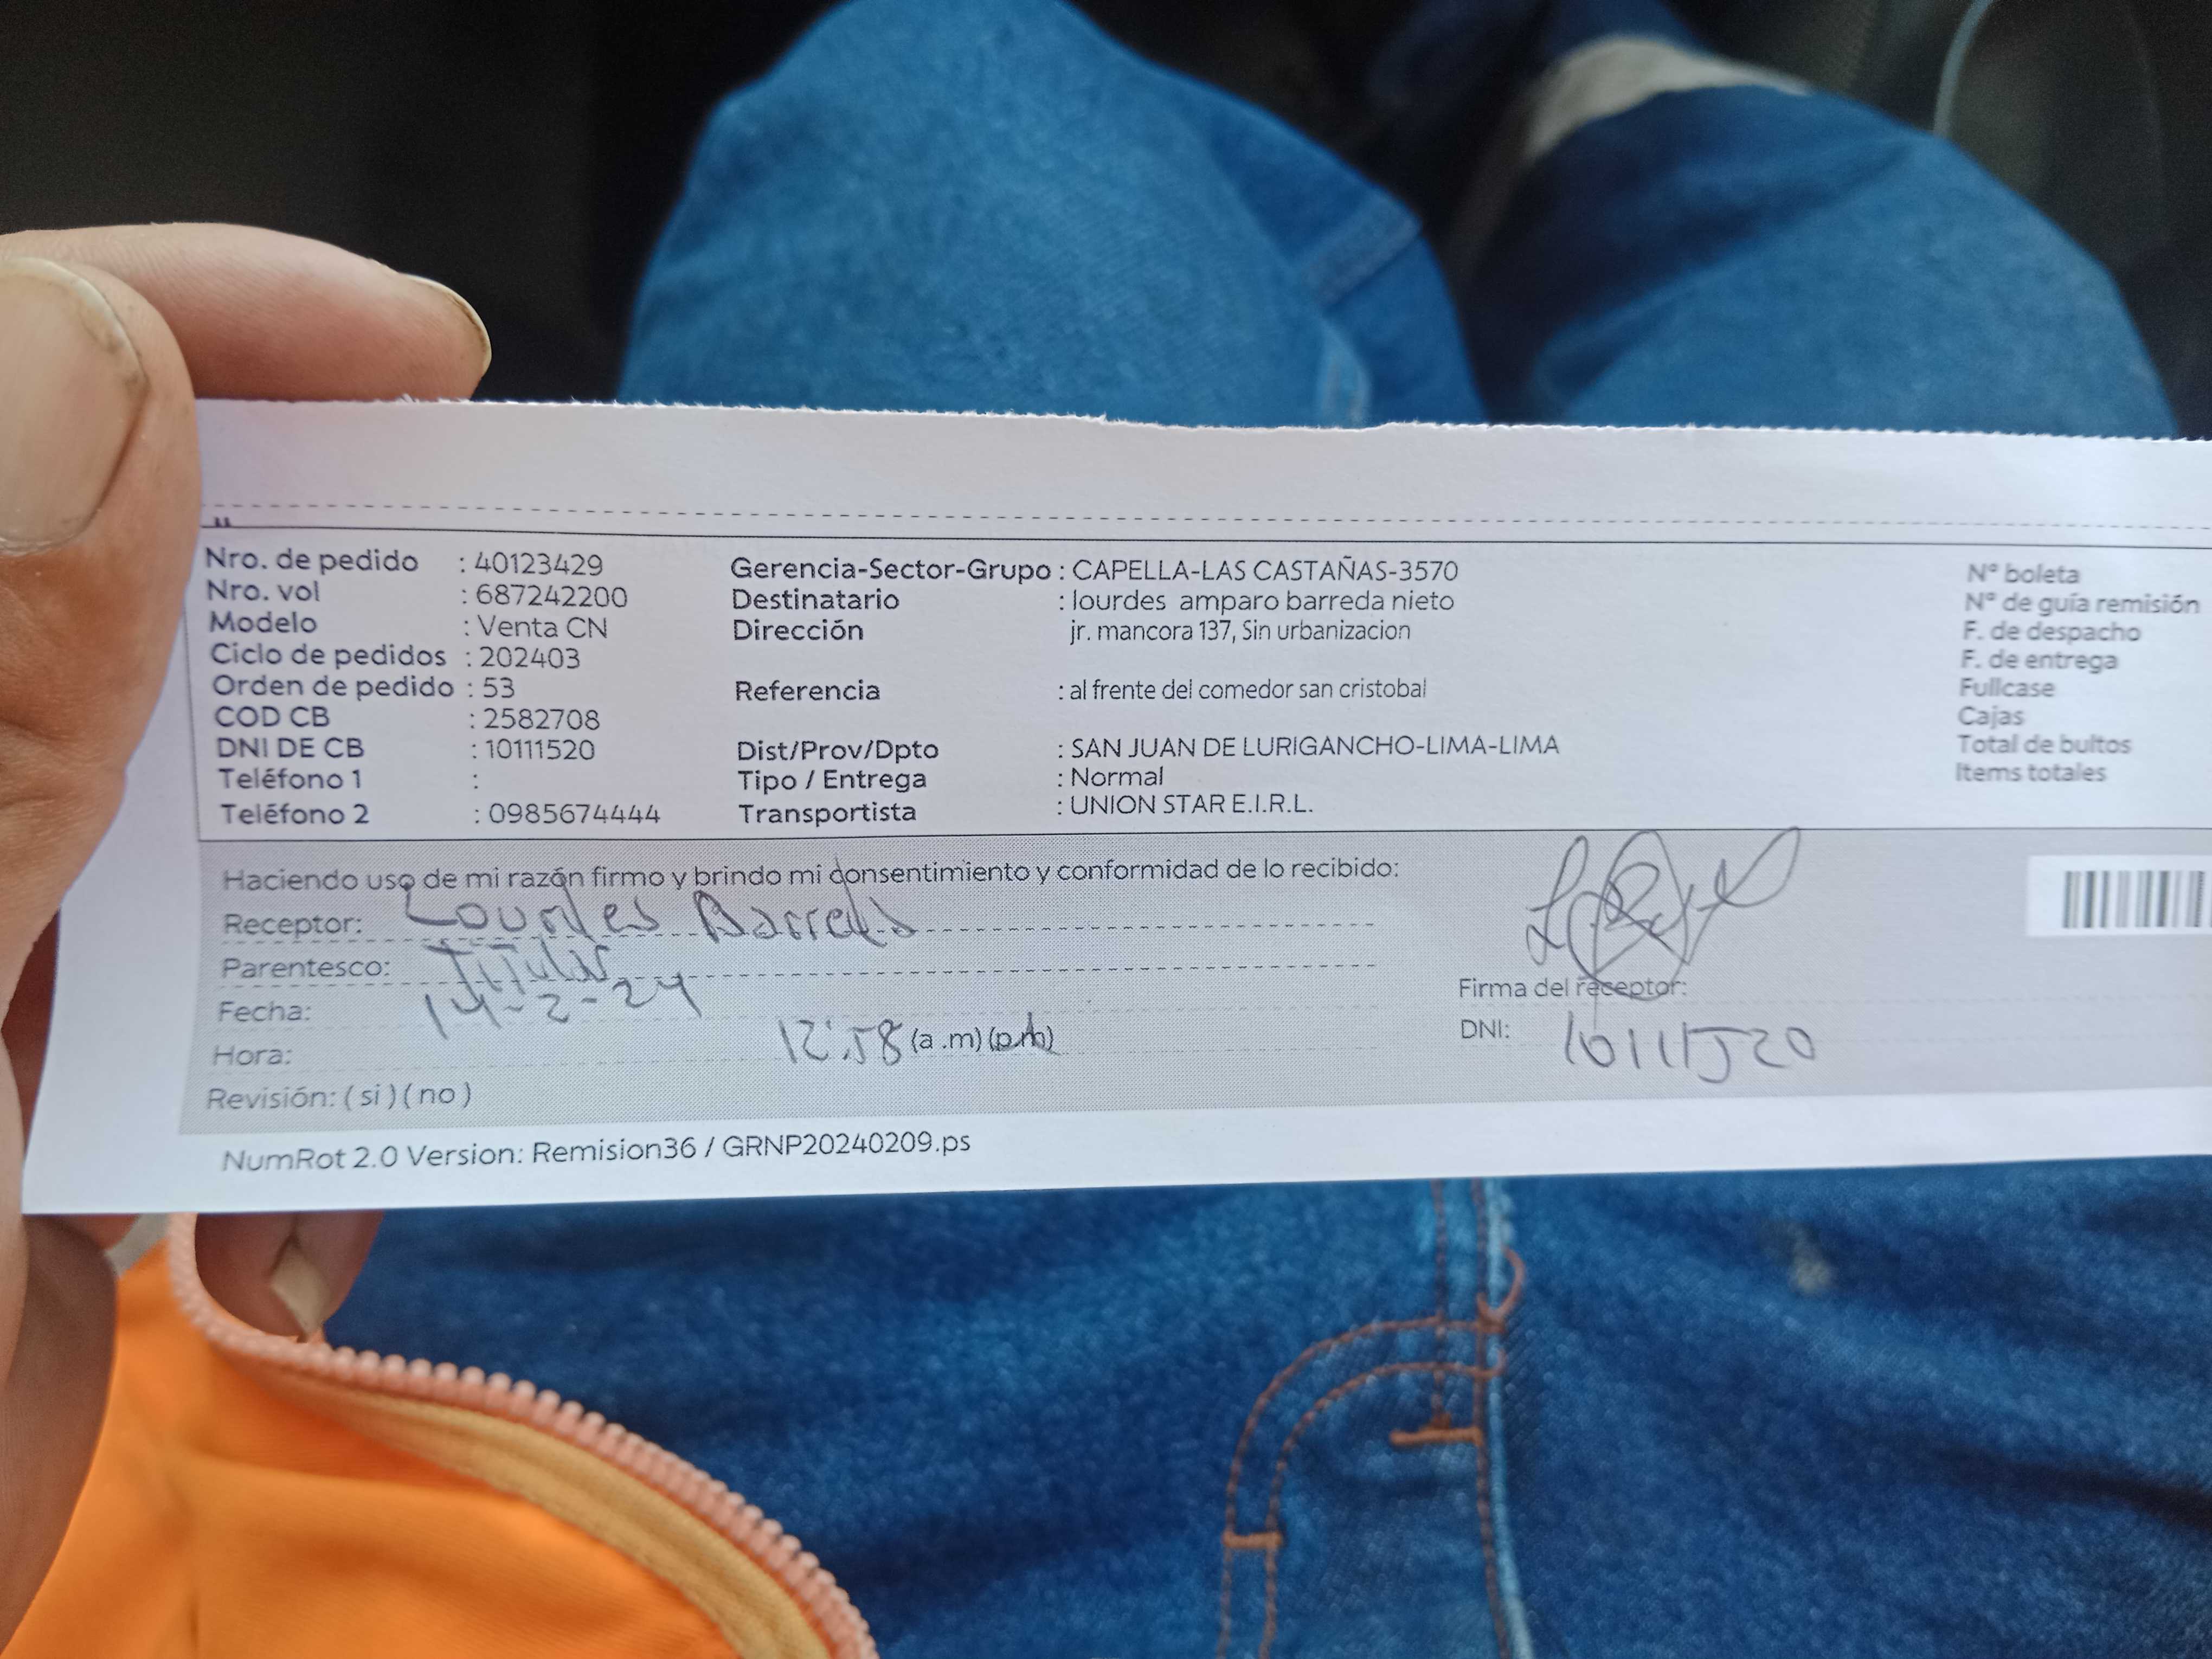 Nro. de pedido : 40123429
Nro. vol : 687242200
Modelo : Venta CN
Ciclo de pedidos : 202403
Orden de pedido : 53
COD CB : 2582708
DNI DE CB : 10111520
Teléfono 1 :
Teléfono 2 : 0985674444
Gerencia-Sector-Grupo : CAPELLA-LAS CASTAÑAS-3570
Destinatario : lourdes amparo barreda nieto
Dirección jr. mancora 137, Sin urbanizacion
Referencia : al frente del comedor san cristobal
Dist/Prov/Dpto : SAN JUAN DE LURIGANCHO-LIMA-LIMA
Tipo / Entrega : Normal
Transportista : UNION STAR E.I.R.L.
N° boleta
N° de guía remisión
F. de despacho
F. de entrega
Fullcase
Cajas
Total de bultos
Items totales
Haciendo uso de mi razón firmo y brindo mi consentimiento y conformidad de lo recibido:
Receptor: Lourdes Barreda
Parentesco: Titular
Fecha: 14-2-24
Hora: 12:58 (a.m)(p.m)
Revisión: ( si ) ( no )
Firma del receptor:
DNI: 10111520
NumRot 2.0 Version: Remision36 / GRNP20240209.ps